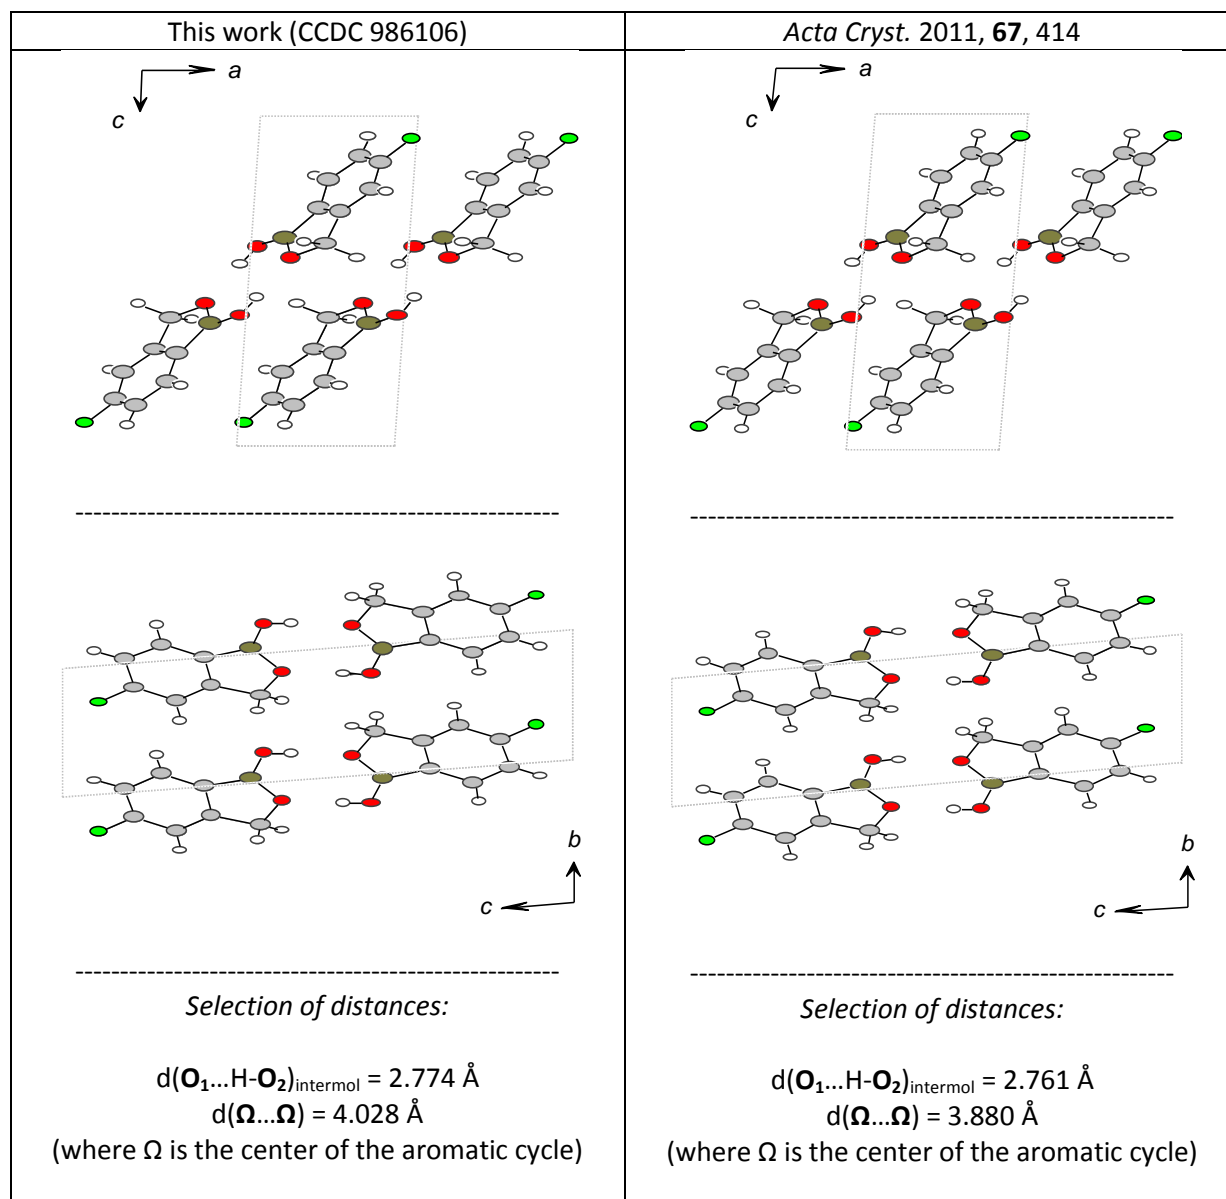 This work (CCDC 986106)
Acta Cryst. 2011, 67, 414
a
c
a
c
------------------------------------------------------
------------------------------------------------------
b
c
b
c
------------------------------------------------------
------------------------------------------------------
Selection of distances:
d(O1...H-O2)intermol = 2.774 Å
d(Ω...Ω) = 4.028 Å
(where Ω is the center of the aromatic cycle)
Selection of distances:
d(O1...H-O2)intermol = 2.761 Å
d(Ω...Ω) = 3.880 Å
(where Ω is the center of the aromatic cycle)